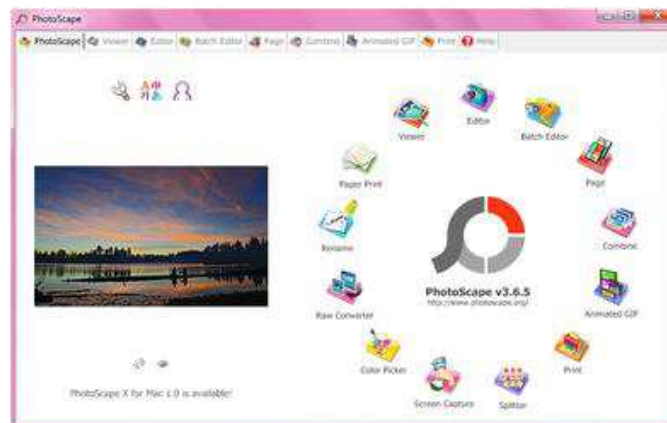 PhotoScape
PhotoScape Viewer Editor Batch Editor Page Combine Animated GIF Print Help
Editor
Viewer
Batch Editor
Paper Print
Page
Rename
Combine
PhotoScape v3.6.5
http://www.photoscape.org/
Raw Converter
Animated GIF
Color Picker
Print
Screen Capture
Splitter
PhotoScape X for Mac 1.0 is available!